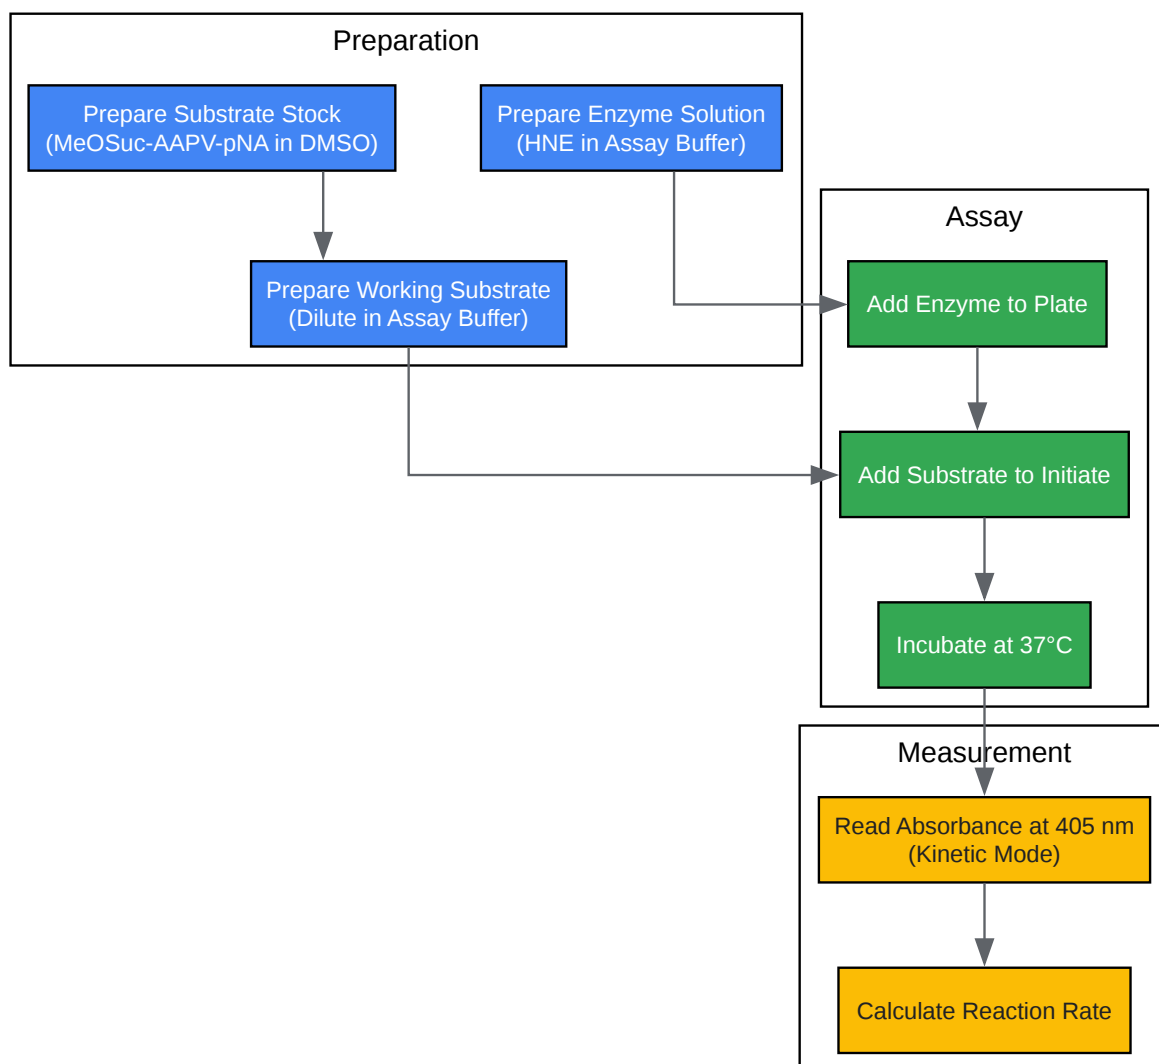 Preparation
Prepare Substrate Stock
(MeOSuc-AAPV-pNA in DMSO)
Prepare Enzyme Solution
(HNE in Assay Buffer)
Prepare Working Substrate
(Dilute in Assay Buffer)
Assay
Add Enzyme to Plate
Add Substrate to Initiate
Incubate at 37°C
Measurement
Read Absorbance at 405 nm
(Kinetic Mode)
Calculate Reaction Rate